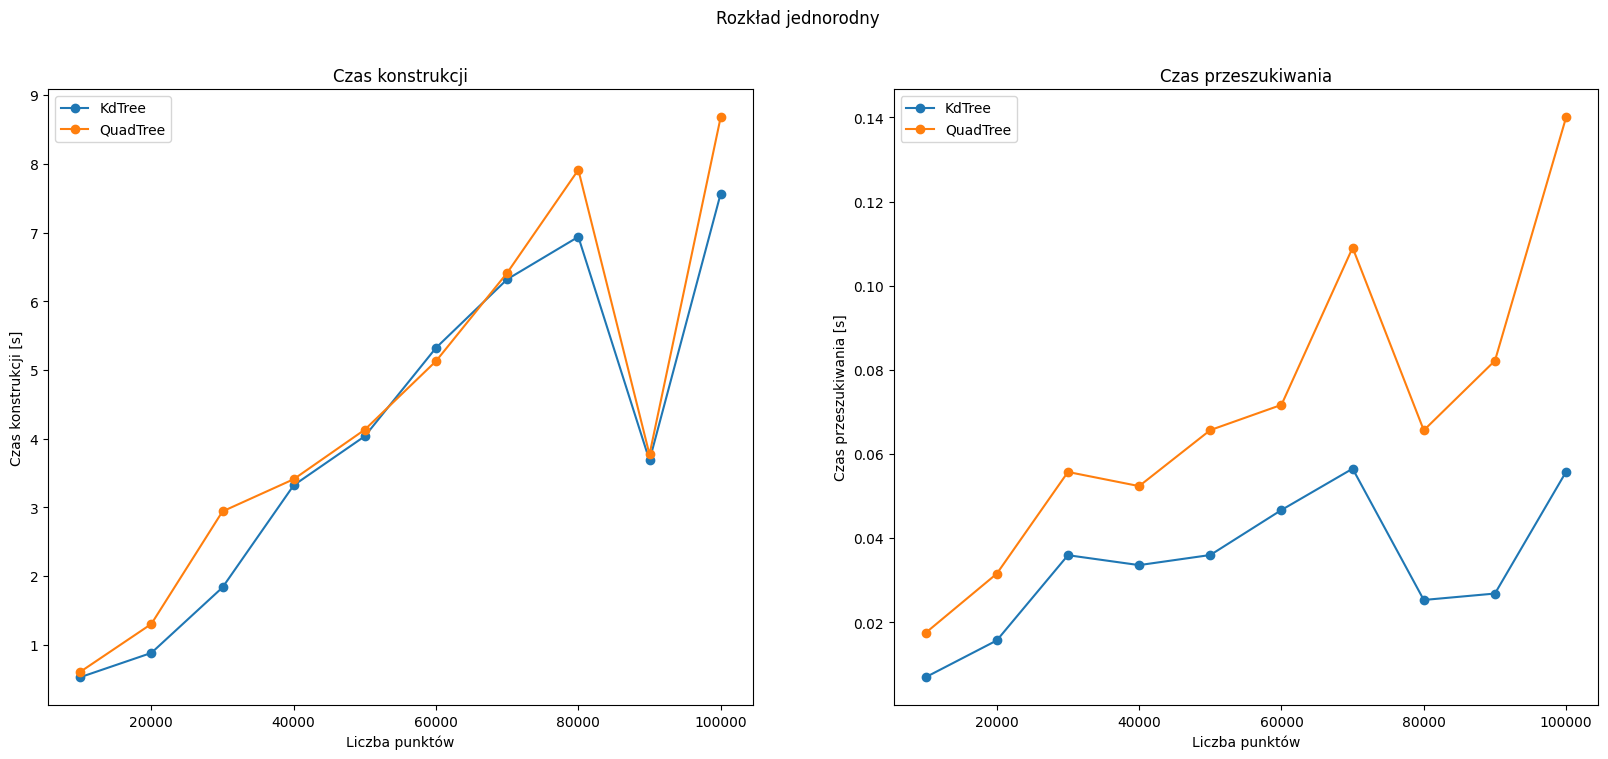 Rozkład jednorodny
Czas konstrukcji
KdTree
QuadTree
9
8
7
6
5
4
3
2
1
Czas konstrukcji [s]
20000 40000 60000 80000 100000
Liczba punktów
Czas przeszukiwania
KdTree
QuadTree
0.14
0.12
0.10
0.08
0.06
0.04
0.02
Czas przeszukiwania [s]
20000 40000 60000 80000 100000
Liczba punktów